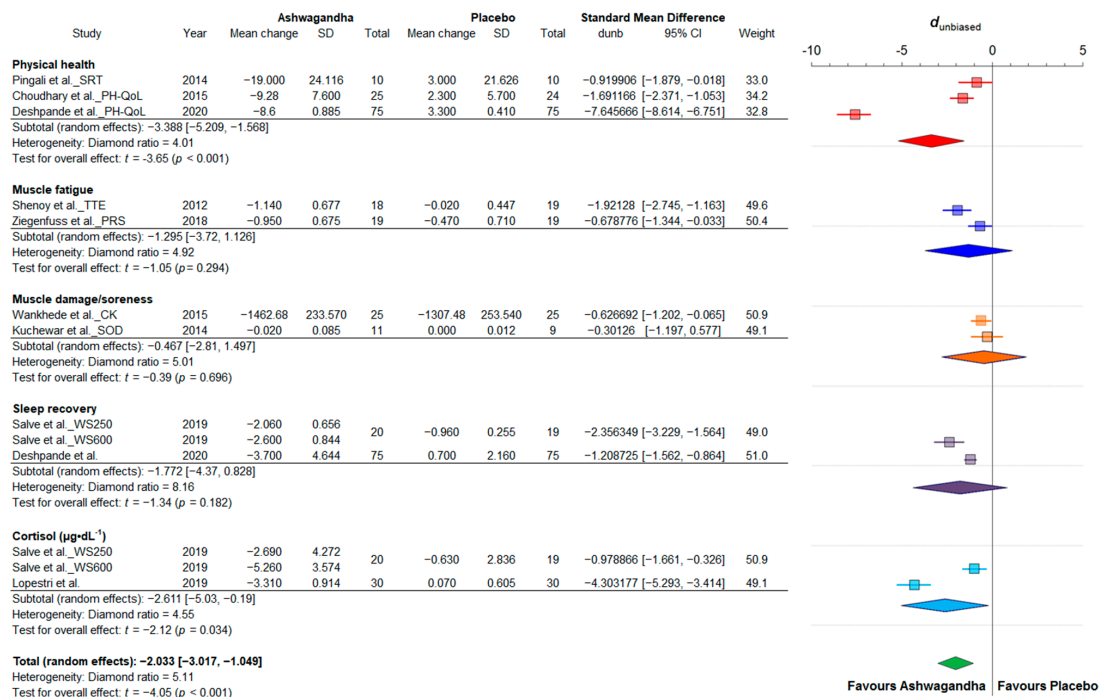 Ashwagandha Placebo Standard Mean Difference
Study Year Mean change SD Total Mean change SD Total dunb 95% CI Weight
d unbiased
-10 -5 0 5
Physical health
Pingali et al._SRT 2014 −19.000 24.116 10 3.000 21.626 10 −0.919906 [−1.879, −0.018] 33.0
Choudhary et al._PH-QoL 2015 −9.28 7.600 25 2.300 5.700 24 −1.691166 [−2.371, −1.053] 34.2
Deshpande et al._PH-QoL 2020 −8.6 0.885 75 3.300 0.410 75 −7.645666 [−8.614, −6.751] 32.8
Subtotal (random effects): −3.388 [−5.209, −1.568]
Heterogeneity: Diamond ratio = 4.01
Test for overall effect: t = -3.65 (p < 0.001)
Muscle fatigue
Shenoy et al._TTE 2012 −1.140 0.677 18 −0.020 0.447 19 −1.92128 [−2.745, −1.163] 49.6
Ziegenfuss et al._PRS 2018 −0.950 0.675 19 −0.470 0.710 19 −0.678776 [−1.344, −0.033] 50.4
Subtotal (random effects): −1.295 [−3.72, 1.126]
Heterogeneity: Diamond ratio = 4.92
Test for overall effect: t = −1.05 (p = 0.294)
Muscle damage/soreness
Wankhede et al._CK 2015 −1462.68 233.570 25 −1307.48 253.540 25 −0.626692 [−1.202, −0.065] 50.9
Kuchewar et al._SOD 2014 −0.020 0.085 11 0.000 0.012 9 −0.30126 [−1.197, 0.577] 49.1
Subtotal (random effects): −0.467 [−2.81, 1.497]
Heterogeneity: Diamond ratio = 5.01
Test for overall effect: t = −0.39 (p = 0.696)
Sleep recovery
Salve et al._WS250 2019 −2.060 0.656
20 −0.960 0.255 19 −2.356349 [−3.229, −1.564] 49.0
Salve et al._WS600 2019 −2.600 0.844
Deshpande et al. 2020 −3.700 4.644 75 0.700 2.160 75 −1.208725 [−1.562, −0.864] 51.0
Subtotal (random effects): −1.772 [−4.37, 0.828]
Heterogeneity: Diamond ratio = 8.16
Test for overall effect: t = −1.34 (p = 0.182)
Cortisol (µg•dL⁻¹)
Salve et al._WS250 2019 −2.690 4.272
20 −0.630 2.836 19 −0.978866 [−1.661, −0.326] 50.9
Salve et al._WS600 2019 −5.260 3.574
Lopestri et al. 2019 −3.310 0.914 30 0.070 0.605 30 −4.303177 [−5.293, −3.414] 49.1
Subtotal (random effects): −2.611 [−5.03, −0.19]
Heterogeneity: Diamond ratio = 4.55
Test for overall effect: t = −2.12 (p = 0.034)
Total (random effects): −2.033 [−3.017, −1.049]
Heterogeneity: Diamond ratio = 5.11
Test for overall effect: t = −4.05 (p < 0.001)
Favours Ashwagandha Favours Placebo